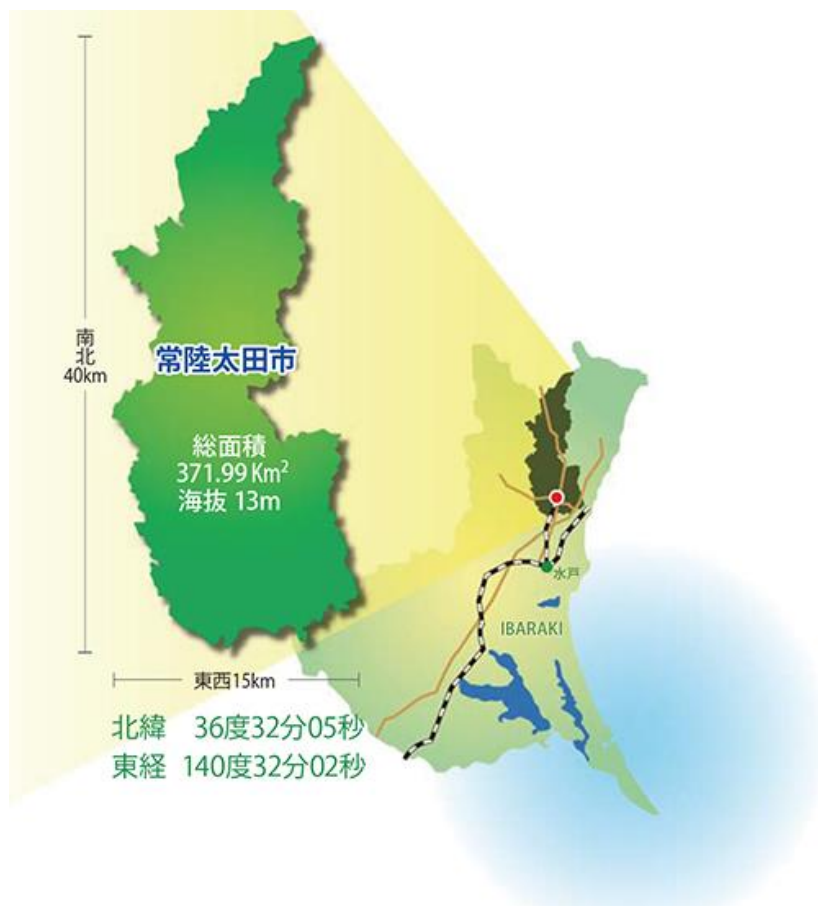 南北
40km
常陸太田市
総面積
371.99 Km²
海抜 13m
水戸
IBARAKI
東西15km
北緯 36度32分05秒
東経 140度32分02秒